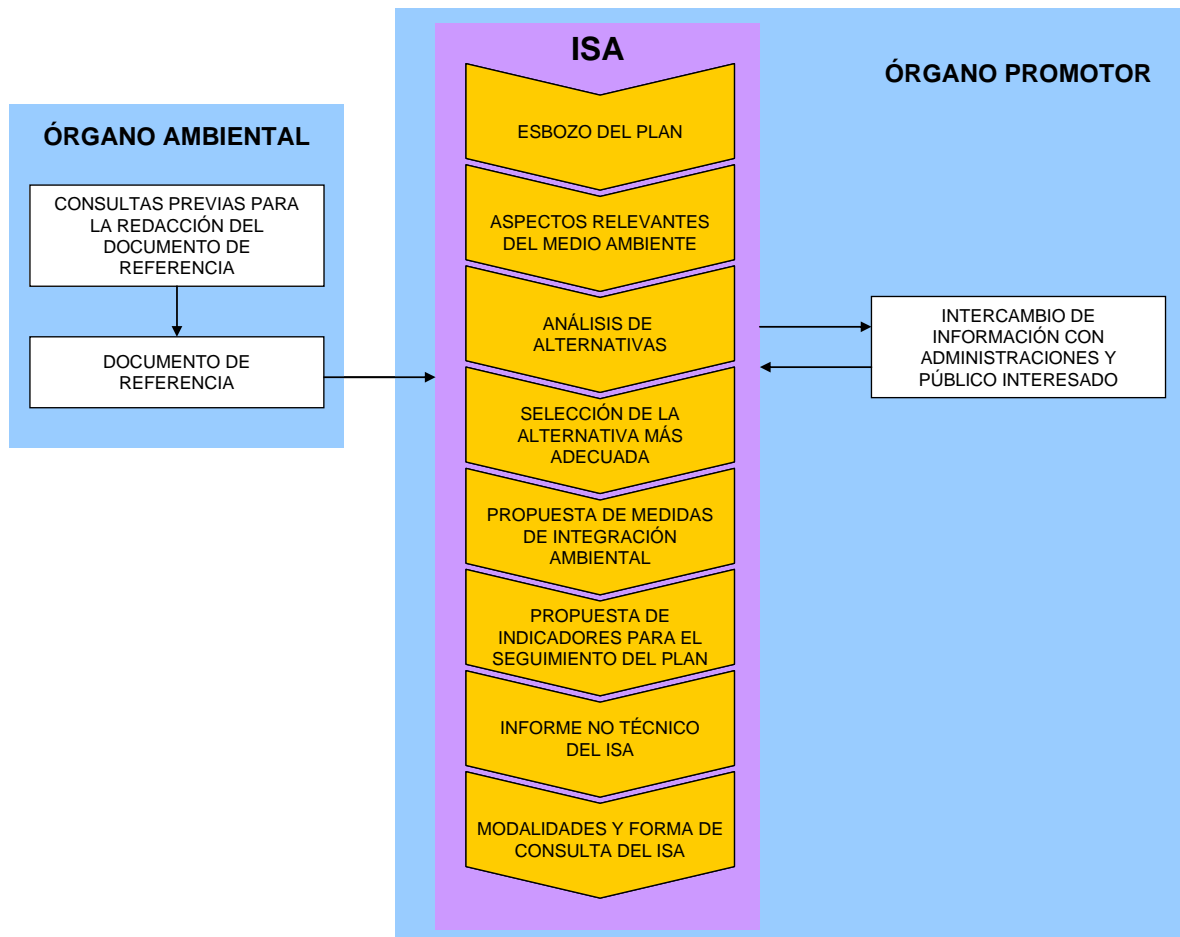 ÓRGANO AMBIENTAL
CONSULTAS PREVIAS PARA
LA REDACCIÓN DEL
DOCUMENTO DE
REFERENCIA
DOCUMENTO DE
REFERENCIA
ISA
ESBOZO DEL PLAN
ASPECTOS RELEVANTES
DEL MEDIO AMBIENTE
ANÁLISIS DE
ALTERNATIVAS
SELECCIÓN DE LA
ALTERNATIVA MÁS
ADECUADA
PROPUESTA DE MEDIDAS
DE INTEGRACIÓN
AMBIENTAL
PROPUESTA DE
INDICADORES PARA EL
SEGUIMIENTO DEL PLAN
INFORME NO TÉCNICO
DEL ISA
MODALIDADES Y FORMA DE
CONSULTA DEL ISA
ÓRGANO PROMOTOR
INTERCAMBIO DE
INFORMACIÓN CON
ADMINISTRACIONES Y
PÚBLICO INTERESADO